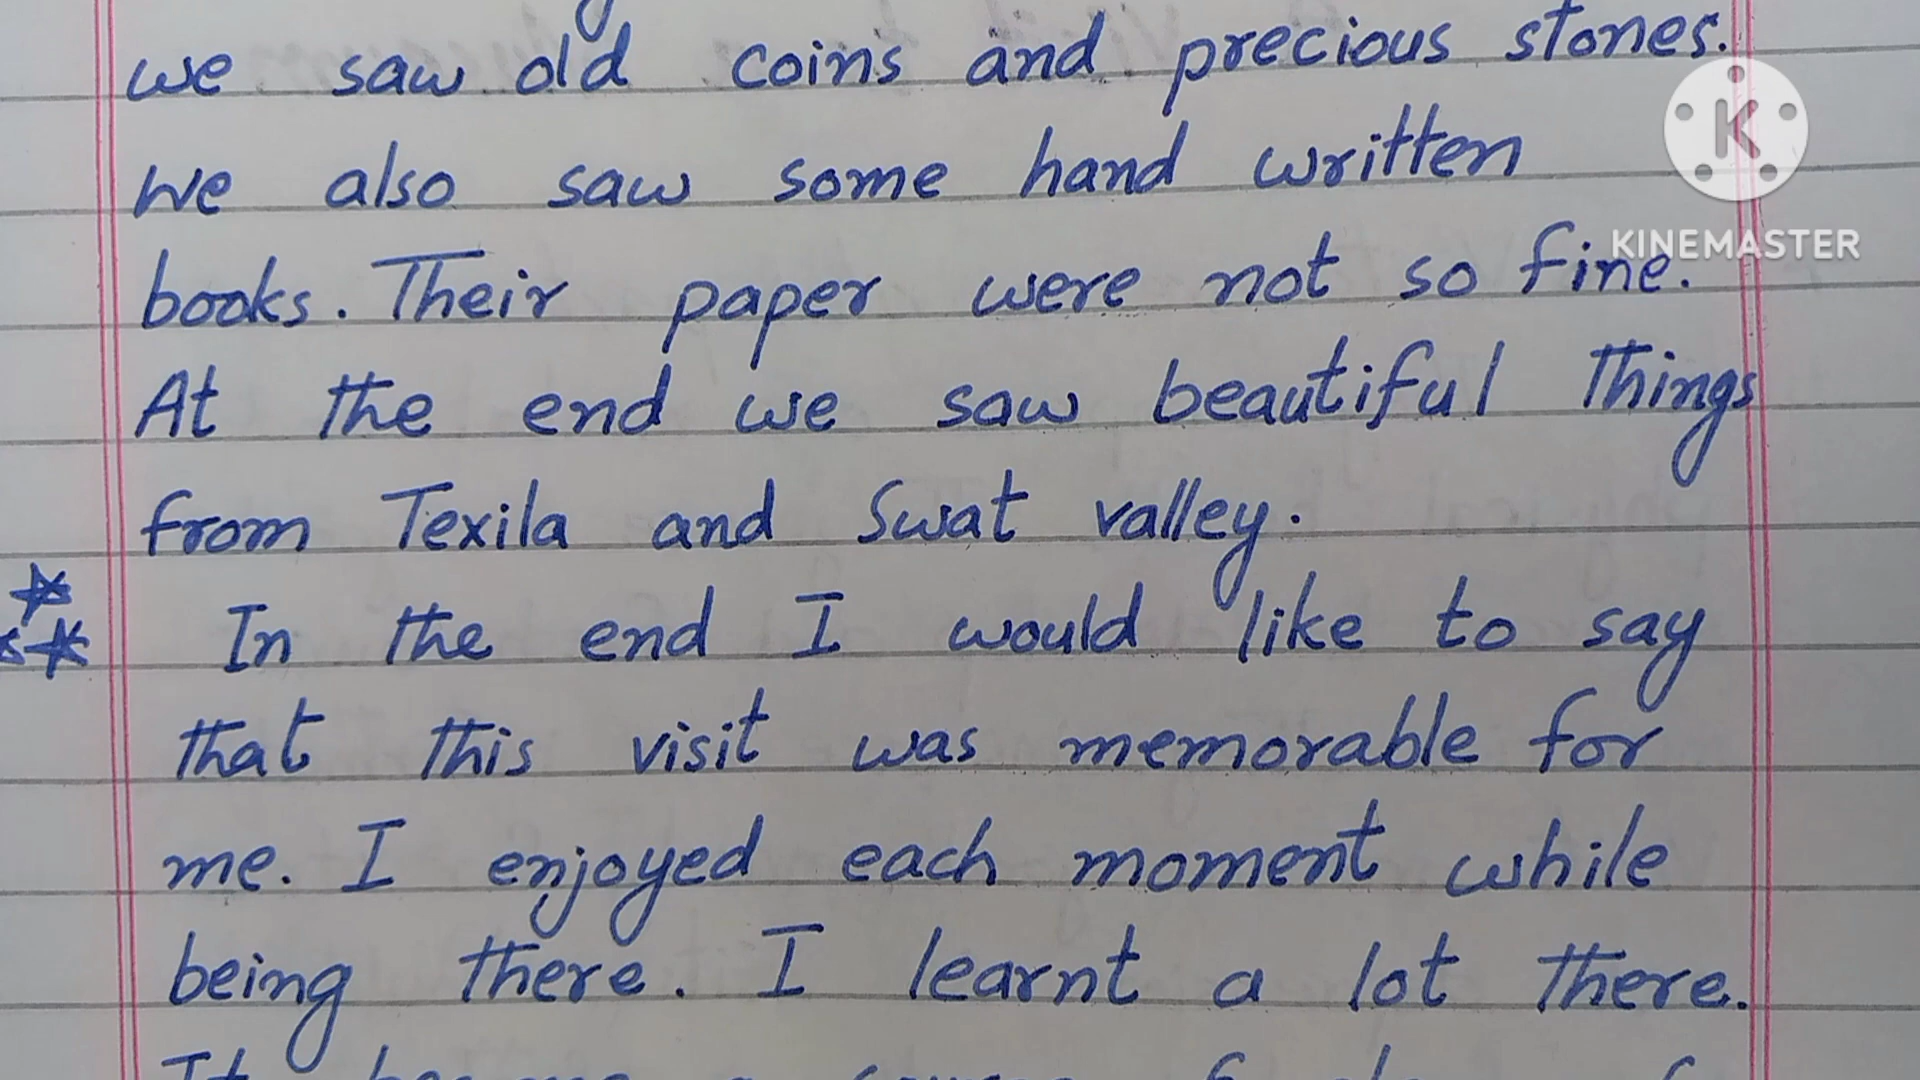 we saw old coins and precious stones.
We also saw some hand written
books. Their paper were not so fine.
At the end we saw beautiful things
from Texila and Swat valley.
In the end I would like to say
that this visit was memorable for
me. I enjoyed each moment while
being there. I learnt a lot there.
K
KINEMASTER